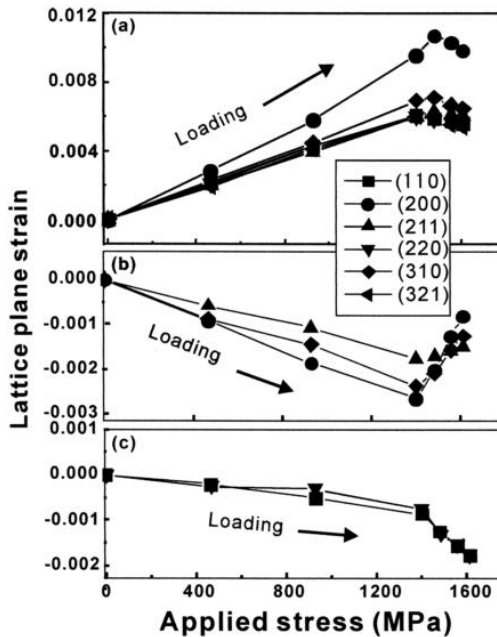 0.012
(a)
0.008
Loading
0.004
0.000
(110)
(200)
(211)
(220)
(310)
(321)
Lattice plane strain
0.000
(b)
-0.001
Loading
-0.002
-0.003
0.001
(c)
0.000
-0.001
Loading
-0.002
0 400 800 1200 1600
Applied stress (MPa)